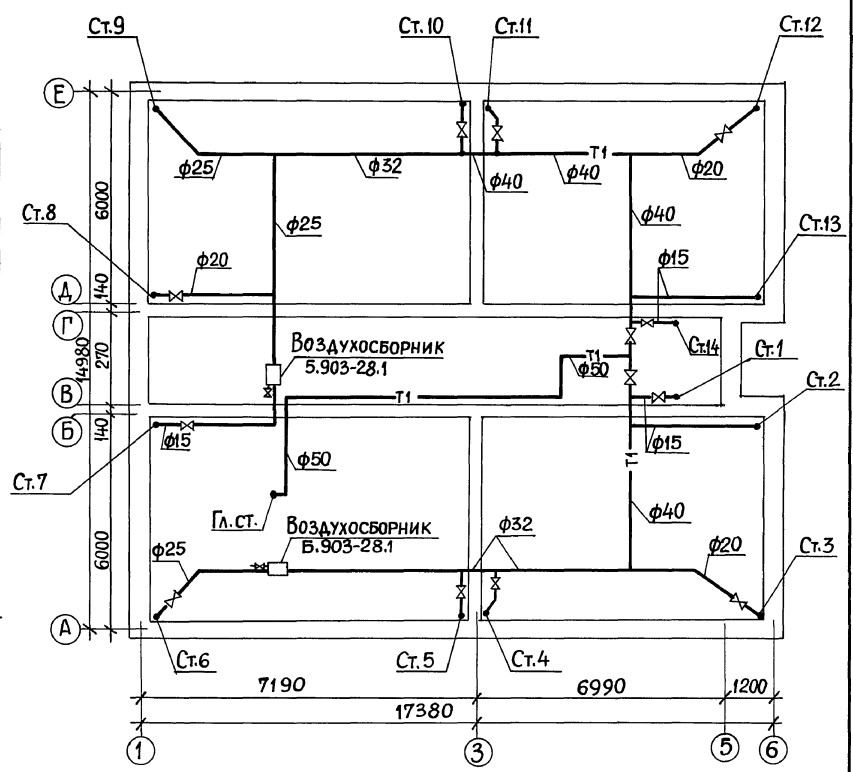 Ст.9
Ст.10
Ст.11
Ст.12
Е
ф25
ф32
ф40
ф40
Т1
ф20
6000
ф25
ф40
Ст.8
ф20
Ст.13
ф15
Д
140
Г
Ст.14
14980
270
Воздухосборник
5.903-28.1
Т1
ф50
Ст.1
В
Т1
Ст.2
Б
140
ф15
ф15
Т1
Ст.7
ф50
Гл.ст.
ф40
Воздухосборник
Б.903-28.1
ф32
6000
ф25
ф20
Ст.3
А
Ст.6
Ст.5
Ст.4
7190
6990
1200
17380
1
3
5
6